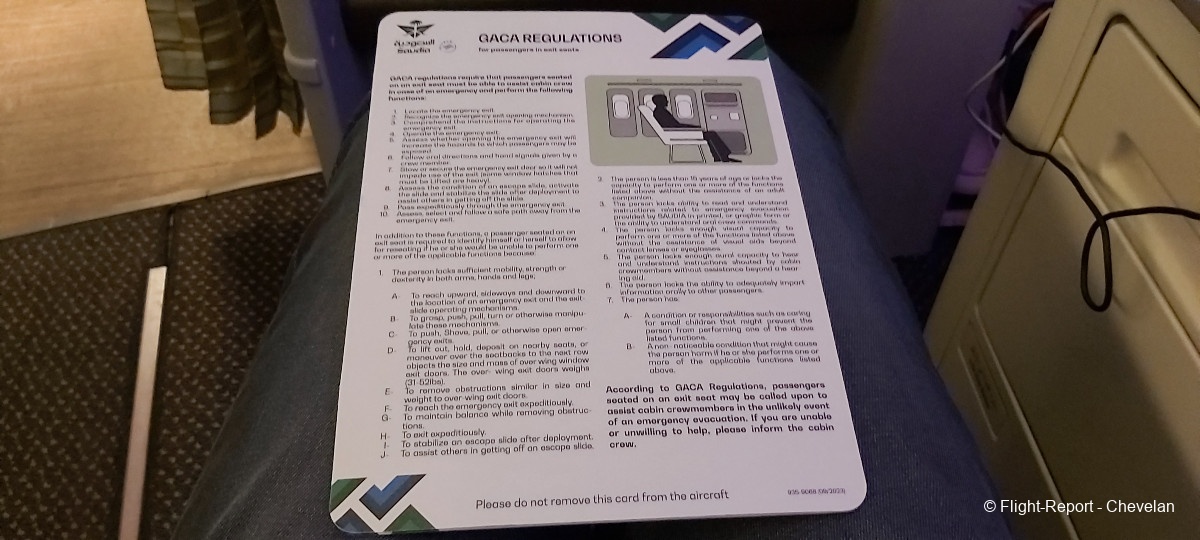 السعودية
saudia
GACA REGULATIONS
for passengers in exit seats
GACA regulations require that passengers seated
on an exit seat must be able to assist cabin crew
in case of an emergency and perform the following
functions:
1. Locate the emergency exit.
2. Recognize the emergency exit opening mechanism.
3. Comprehend the instructions for operating the
emergency exit.
4. Operate the emergency exit.
5. Assess whether opening the emergency exit will
increase the hazards to which passengers may be
exposed.
6. Follow oral directions and hand signals given by a
crew member.
7. Stow or secure the emergency exit door so it will not
impede use of the exit (some window hatches that
must be Lifted are heavy).
8. Assess the condition of an escape slide, activate
the slide and stabilize the slide after deployment to
assist others in getting off the slide.
9. Pass expeditiously through the emergency exit.
10. Assess, select and follow a safe path away from the
emergency exit.
In addition to these functions, a passenger seated on an
exit seat is required to identify himself or herself to allow
for reseating if he or she would be unable to perform one
or more of the applicable functions because:
1. The person lacks sufficient mobility, strength or
dexterity in both arms, hands and legs;
A- To reach upward, sideways and downward to
the location of an emergency exit and the exit-
slide operating mechanisms.
B- To grasp, push, pull, turn or otherwise manipu-
late these mechanisms.
C- To push, Shove, pull, or otherwise open emer-
gency exits.
D- To lift out, hold, deposit on nearby seats, or
maneuver over the seatbacks to the next row
objects the size and mass of over wing window
exit doors. The over- wing exit doors weighs
(31-52lbs).
E- To remove obstructions similar in size and
weight to over wing exit doors.
F- To reach the emergency exit expeditiously.
G- To maintain balance while removing obstruc-
tions.
H- To exit expeditiously.
I- To stabilize an escape slide after deployment.
J- To assist others in getting off an escape slide.
2. The person is less than 15 years of age or lacks the
capacity to perform one or more of the functions
listed above without the assistance of an adult
companion.
3. The person lacks ability to read and understand
instructions related to emergency evacuation
provided by SAUDIA in printed, or graphic form or
the ability to understand oral crew commands.
4. The person lacks enough visual capacity to
perform one or more of the functions listed above
without the assistance of visual aids beyond
contact lenses or eyeglasses.
5. The person lacks enough aural capacity to hear
and understand instructions shouted by cabin
crewmembers without assistance beyond a hear-
ing aid.
6. The person lacks the ability to adequately impart
information orally to other passengers.
7. The person has:
A- A condition or responsibilities such as caring
for small children that might prevent the
person from performing one of the above
listed functions.
B- A non- noticeable condition that might cause
the person harm if he or she performs one or
more of the applicable functions listed
above.
According to GACA Regulations, passengers
seated on an exit seat may be called upon to
assist cabin crewmembers in the unlikely event
of an emergency evacuation. If you are unable
or unwilling to help, please inform the cabin
crew.
Please do not remove this card from the aircraft
© Flight-Report - Chevelan